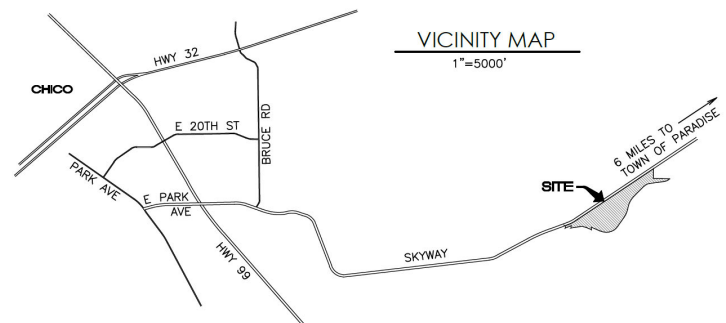 VICINITY MAP
1"=5000'
HWY 32
CHICO
E 20TH ST
BRUCE RD
PARK AVE
E PARK
AVE
HWY 99
SKYWAY
SITE
6 MILES TO
TOWN OF PARADISE